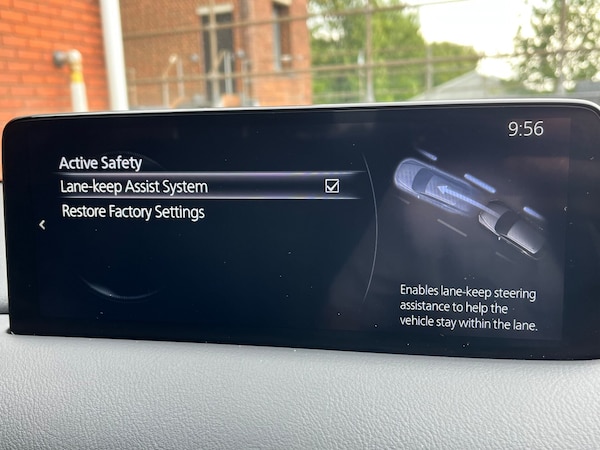 9:56
Active Safety
Lane-keep Assist System
Restore Factory Settings
Enables lane-keep steering
assistance to help the
vehicle stay within the lane.